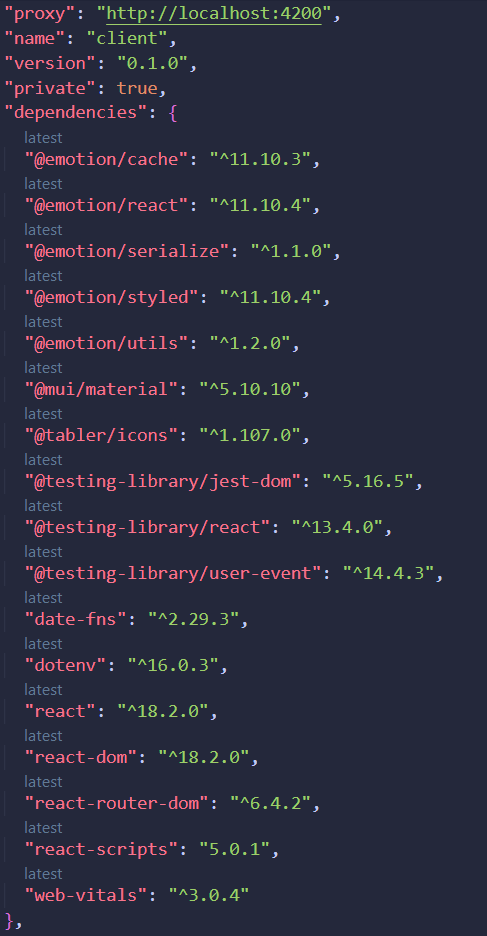 "proxy": "http://localhost:4200",
"name": "client",
"version": "0.1.0",
"private": true,
"dependencies": {
latest
"@emotion/cache": "^11.10.3",
latest
"@emotion/react": "^11.10.4",
latest
"@emotion/serialize": "^1.1.0",
latest
"@emotion/styled": "^11.10.4",
latest
"@emotion/utils": "^1.2.0",
latest
"@mui/material": "^5.10.10",
latest
"@tabler/icons": "^1.107.0",
latest
"@testing-library/jest-dom": "^5.16.5",
latest
"@testing-library/react": "^13.4.0",
latest
"@testing-library/user-event": "^14.4.3",
latest
"date-fns": "^2.29.3",
latest
"dotenv": "^16.0.3",
latest
"react": "^18.2.0",
latest
"react-dom": "^18.2.0",
latest
"react-router-dom": "^6.4.2",
latest
"react-scripts": "5.0.1",
latest
"web-vitals": "^3.0.4"
},